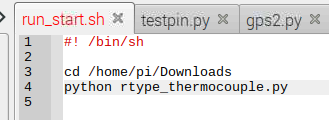 run_start.sh testpin.py gps2.py
1 #! /bin/sh
2
3 cd /home/pi/Downloads
4 python rtype_thermocouple.py
5